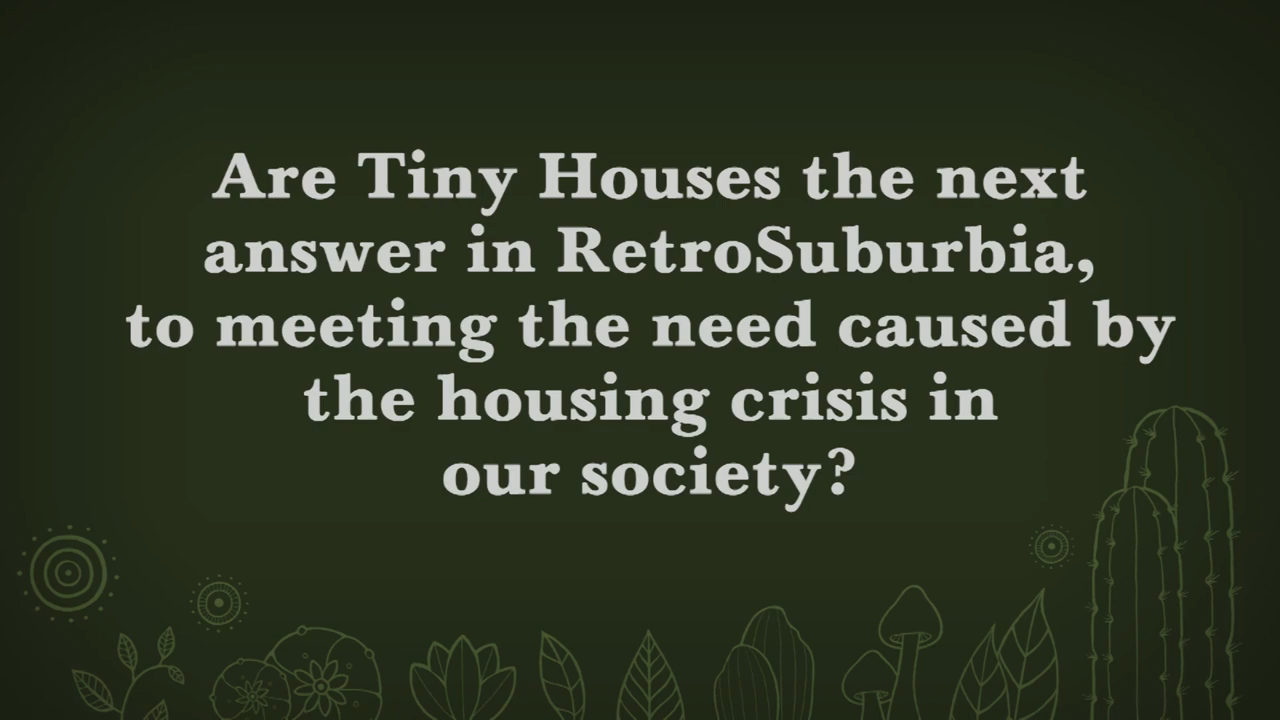 Are Tiny Houses the next
answer in RetroSuburbia,
to meeting the need caused by
the housing crisis in
our society?